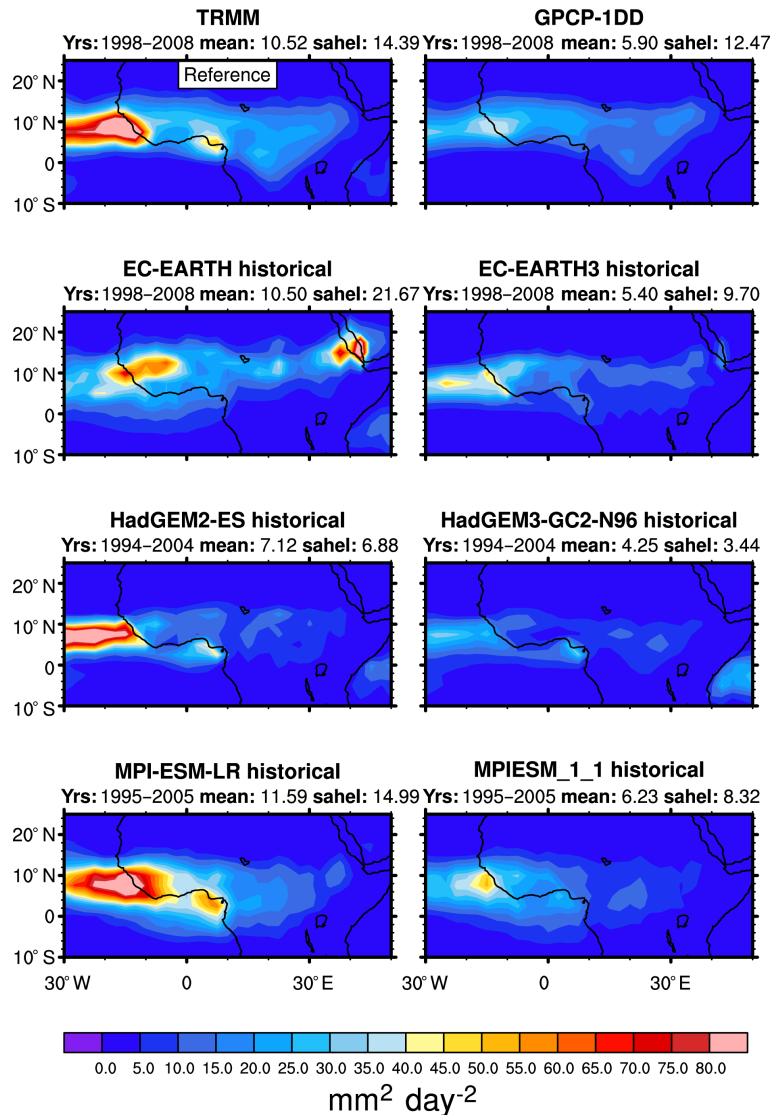 TRMM
GPCP-1DD
Yrs: 1998–2008 mean: 10.52 sahel: 14.39
Yrs: 1998–2008 mean: 5.90 sahel: 12.47
Reference
20° N
10° N
0
10° S
EC-EARTH historical
EC-EARTH3 historical
Yrs: 1998–2008 mean: 10.50 sahel: 21.67
Yrs: 1998–2008 mean: 5.40 sahel: 9.70
20° N
10° N
0
10° S
HadGEM2-ES historical
HadGEM3-GC2-N96 historical
Yrs: 1994–2004 mean: 7.12 sahel: 6.88
Yrs: 1994–2004 mean: 4.25 sahel: 3.44
20° N
10° N
0
10° S
MPI-ESM-LR historical
MPIESM_1_1 historical
Yrs: 1995–2005 mean: 11.59 sahel: 14.99
Yrs: 1995–2005 mean: 6.23 sahel: 8.32
20° N
10° N
0
10° S
30° W 0 30° E
30° W 0 30° E
0.0 5.0 10.0 15.0 20.0 25.0 30.0 35.0 40.0 45.0 50.0 55.0 60.0 65.0 70.0 75.0 80.0
mm² day⁻²